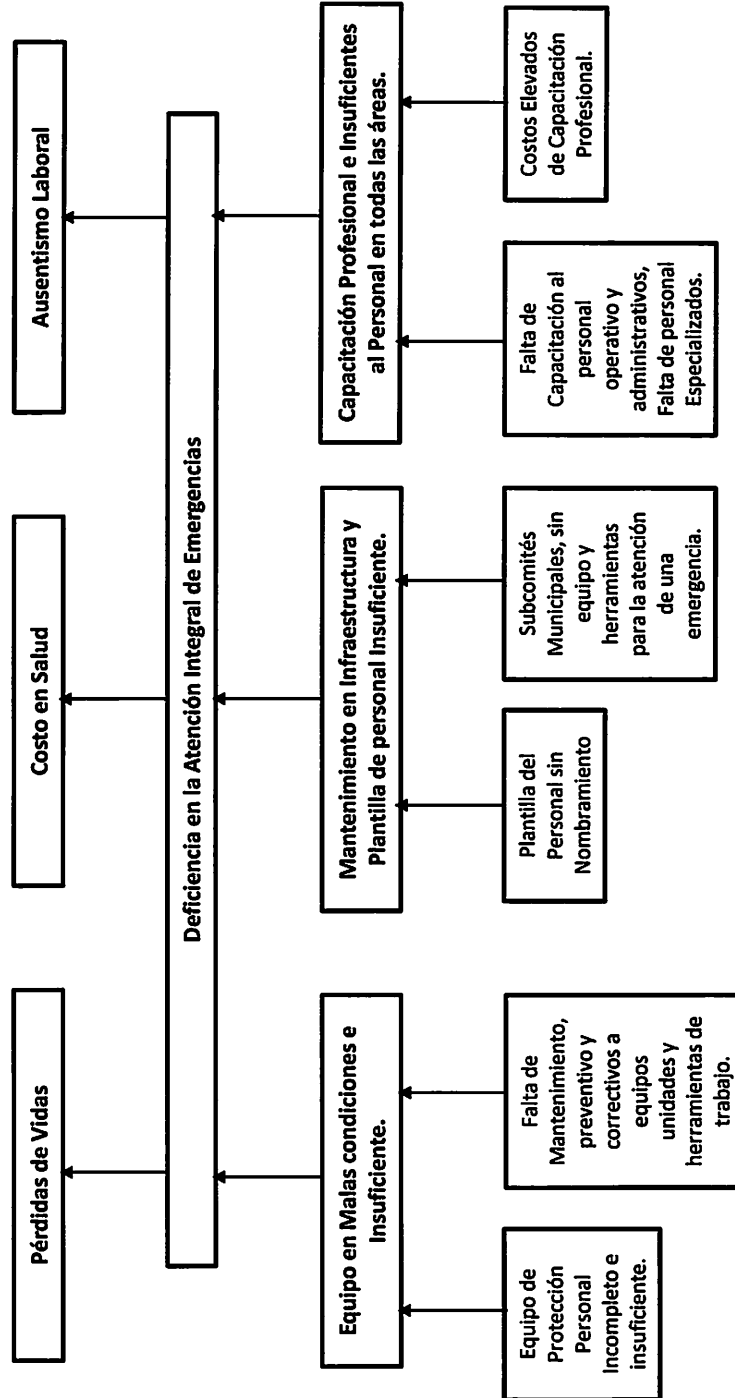 Pérdidas de Vidas
Costo en Salud
Ausentismo Laboral
Deficiencia en la Atención Integral de Emergencias
Equipo en Malas condiciones e
Insuficiente.
Mantenimiento en Infraestructura y
Plantilla de personal Insuficiente.
Capacitación Profesional e Insuficientes
al Personal en todas las áreas.
Equipo de
Protección
Personal
Incompleto e
insuficiente.
Falta de
Mantenimiento,
preventivo y
correctivos a
equipos
unidades y
herramientas de
trabajo.
Plantilla del
Personal sin
Nombramiento
Subcomités
Municipales, sin
equipo y
herramientas
para la atención
de una
emergencia.
Falta de
Capacitación al
personal
operativo y
administrativos,
Falta de personal
Especializados.
Costos Elevados
de Capacitación
Profesional.